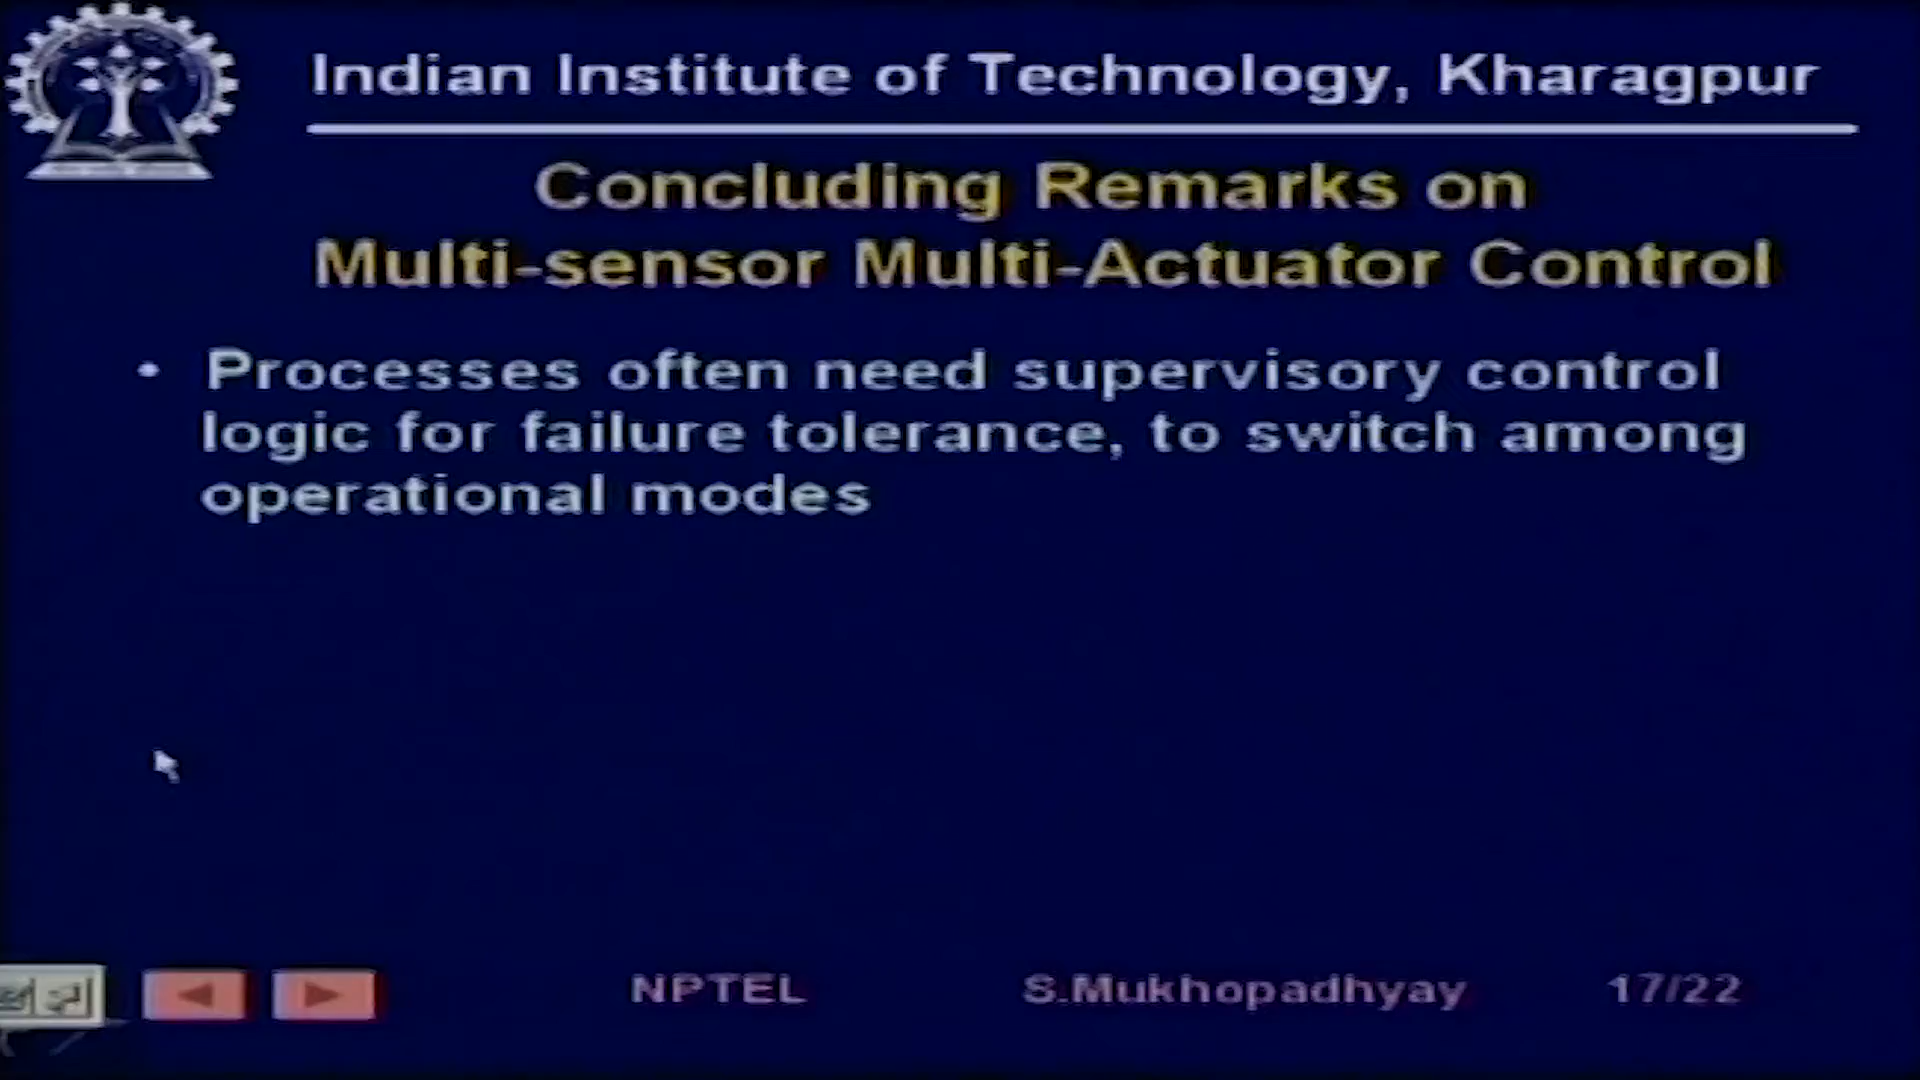 Indian Institute of Technology, Kharagpur
Concluding Remarks on
Multi-sensor Multi-Actuator Control
• Processes often need supervisory control
logic for failure tolerance, to switch among
operational modes
NPTEL S.Mukhopadhyay 17/22